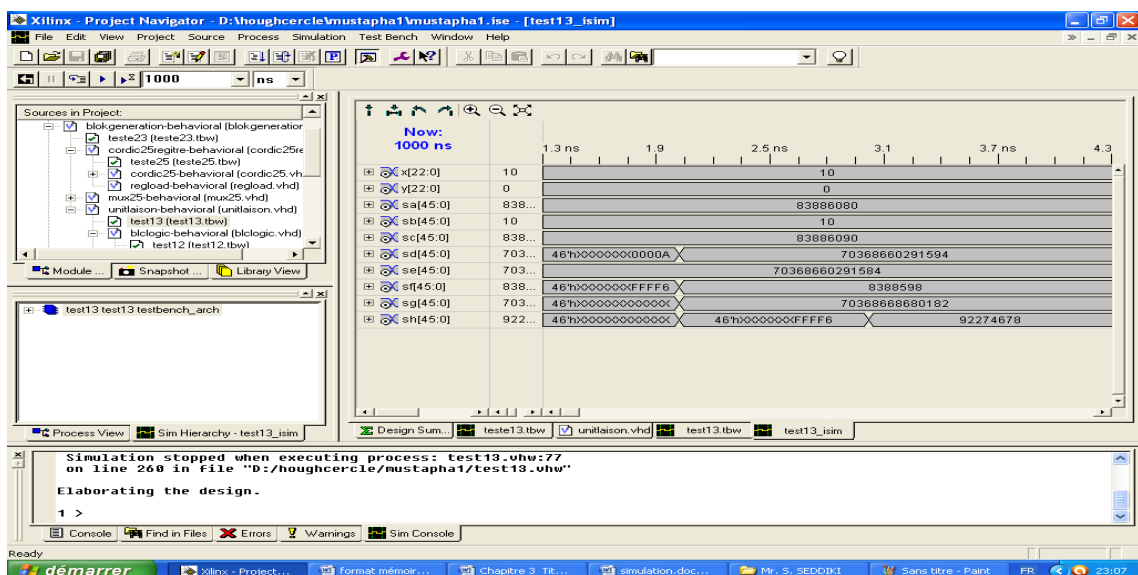 Xilinx - Project Navigator - D:\houghcercle\mustapha1\mustapha1.ise - [test13_isim]
File Edit View Project Source Process Simulation Test Bench Window Help
1000 ns
Sources in Project:
blokgeneration-behavioral (blokgeneration
teste23 (teste23.tbw)
cordic25regitre-behavioral (cordic25re
teste25 (teste25.tbw)
cordic25-behavioral (cordic25.vh
regload-behavioral (regload.vhd)
mux25-behavioral (mux25.vhd)
unitlaison-behavioral (unitlaison.vhd)
test13 (test13.tbw)
blclogic-behavioral (blclogic.vhd)
test12 (test12.tbw)
Module ... Snapshot ... Library View
test13 test13 testbench_arch
Process View Sim Hierarchy - test13_isim
Now:
1000 ns
1.3 ns 1.9 2.5 ns 3.1 3.7 ns 4.3
x[22:0] 10 10
y[22:0] 0 0
sa[45:0] 838... 83886080
sb[45:0] 10 10
sc[45:0] 838... 83886090
sd[45:0] 703... 46'hXXXXXXX0000A 70368660291594
se[45:0] 703... 70368660291584
sf[45:0] 838... 46'hXXXXXXXFFFF6 8388598
sg[45:0] 703... 46'hXXXXXXXXXXXX 70368668680182
sh[45:0] 922... 46'hXXXXXXXXXXXX 46'hXXXXXXXFFFF6 92274678
Design Sum... teste13.tbw unitlaison.vhd test13.tbw test13_isim
Simulation stopped when executing process: test13.vhw:77
on line 260 in file "D:/houghcercle/mustapha1/test13.vhw"
Elaborating the design.
1 >
Console Find in Files Errors Warnings Sim Console
Ready
démarrer Xilinx - Project... format mémoir... Chapitre 3 Tit... simulation.doc... Mr. S. SEDDIKI Sans titre - Paint FR 23:07